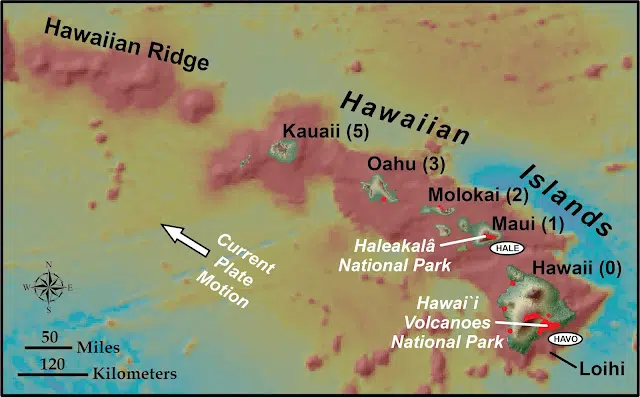 Hawaiian Ridge
Hawaiian
Islands
Kauaii (5)
Oahu (3)
Molokai (2)
Maui (1)
Haleakalâ
National Park
HALE
Hawaii (0)
Current
Plate
Motion
Hawai`i
Volcanoes
National Park
HAVO
Loihi
N
W E
S
50 Miles
120 Kilometers